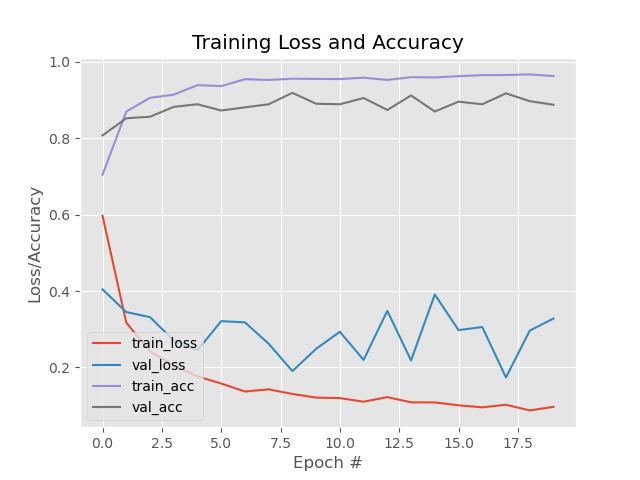 Training Loss and Accuracy
1.0
0.8
0.6
0.4
0.2
Loss/Accuracy
train_loss
val_loss
train_acc
val_acc
0.0 2.5 5.0 7.5 10.0 12.5 15.0 17.5
Epoch #